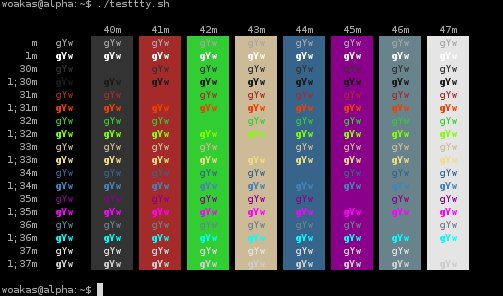 woakas@alpha:~$ ./testtty.sh
40m 41m 42m 43m 44m 45m 46m 47m
m gYw gYw gYw gYw gYw gYw gYw gYw gYw
1m gYw gYw gYw gYw gYw gYw gYw gYw gYw
30m gYw gYw gYw gYw gYw gYw gYw gYw gYw
1;30m gYw gYw gYw gYw gYw gYw gYw gYw gYw
31m gYw gYw gYw gYw gYw gYw gYw gYw gYw
1;31m gYw gYw gYw gYw gYw gYw gYw gYw gYw
32m gYw gYw gYw gYw gYw gYw gYw gYw gYw
1;32m gYw gYw gYw gYw gYw gYw gYw gYw gYw
33m gYw gYw gYw gYw gYw gYw gYw gYw gYw
1;33m gYw gYw gYw gYw gYw gYw gYw gYw gYw
34m gYw gYw gYw gYw gYw gYw gYw gYw gYw
1;34m gYw gYw gYw gYw gYw gYw gYw gYw gYw
35m gYw gYw gYw gYw gYw gYw gYw gYw gYw
1;35m gYw gYw gYw gYw gYw gYw gYw gYw gYw
36m gYw gYw gYw gYw gYw gYw gYw gYw gYw
1;36m gYw gYw gYw gYw gYw gYw gYw gYw gYw
37m gYw gYw gYw gYw gYw gYw gYw gYw gYw
1;37m gYw gYw gYw gYw gYw gYw gYw gYw gYw
woakas@alpha:~$